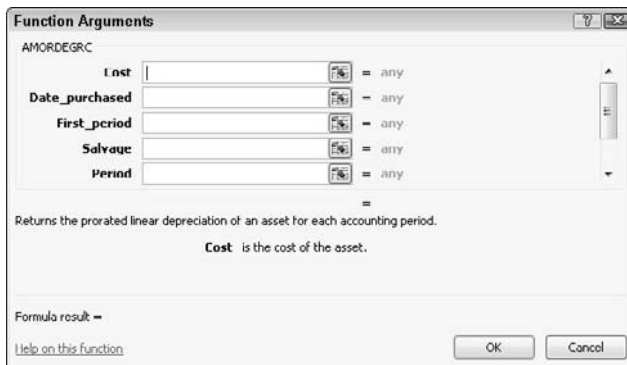 Function Arguments
AMORDEGRC
Cost = any
Date_purchased = any
First_period = any
Salvage = any
Period = any
=
Returns the prorated linear depreciation of an asset for each accounting period.
Cost is the cost of the asset.
Formula result =
Help on this function
OK Cancel